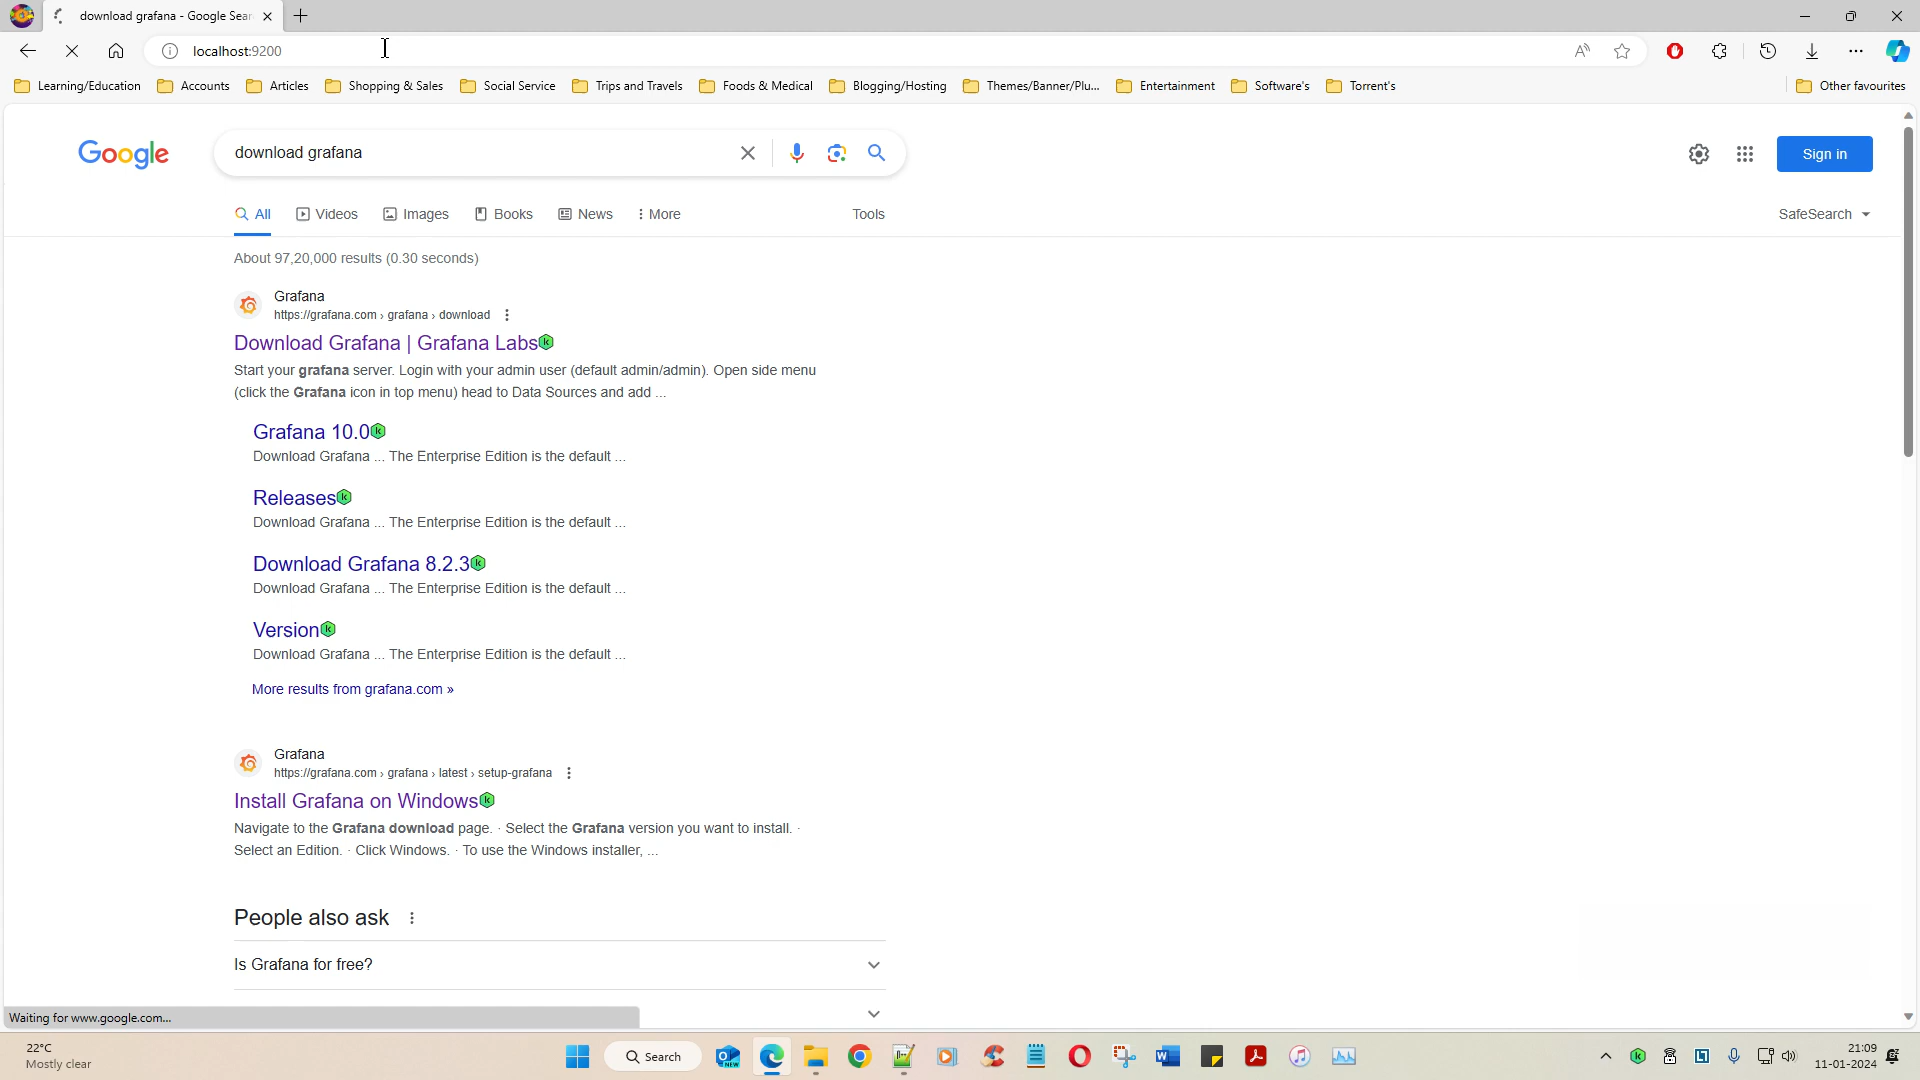 download grafana - Google Sear
localhost:9200
Learning/Education
Accounts
Articles
Shopping & Sales
Social Service
Trips and Travels
Foods & Medical
Blogging/Hosting
Themes/Banner/Plu...
Entertainment
Software's
Torrent's
Other favourites
Google
download grafana
Sign in
All
Videos
Images
Books
News
More
Tools
SafeSearch
About 97,20,000 results (0.30 seconds)
Grafana
https://grafana.com › grafana › download
Download Grafana | Grafana Labs
Start your grafana server. Login with your admin user (default admin/admin). Open side menu
(click the Grafana icon in top menu) head to Data Sources and add ...
Grafana 10.0
Download Grafana ... The Enterprise Edition is the default ...
Releases
Download Grafana ... The Enterprise Edition is the default ...
Download Grafana 8.2.3
Download Grafana ... The Enterprise Edition is the default ...
Version
Download Grafana ... The Enterprise Edition is the default ...
More results from grafana.com »
Grafana
https://grafana.com › grafana › latest › setup-grafana
Install Grafana on Windows
Navigate to the Grafana download page. · Select the Grafana version you want to install. ·
Select an Edition. · Click Windows. · To use the Windows installer, ...
People also ask
Is Grafana for free?
Waiting for www.google.com...
22°C
Mostly clear
Search
21:09
11-01-2024